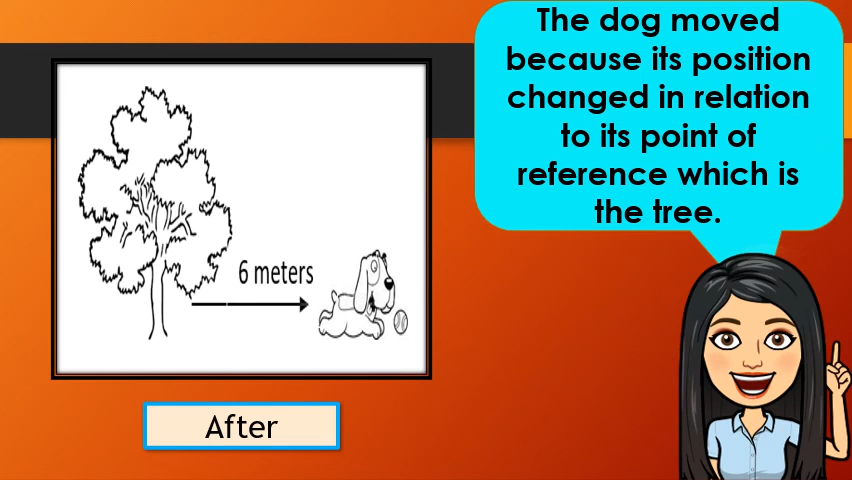 The dog moved
because its position
changed in relation
to its point of
reference which is
the tree.
6 meters
After